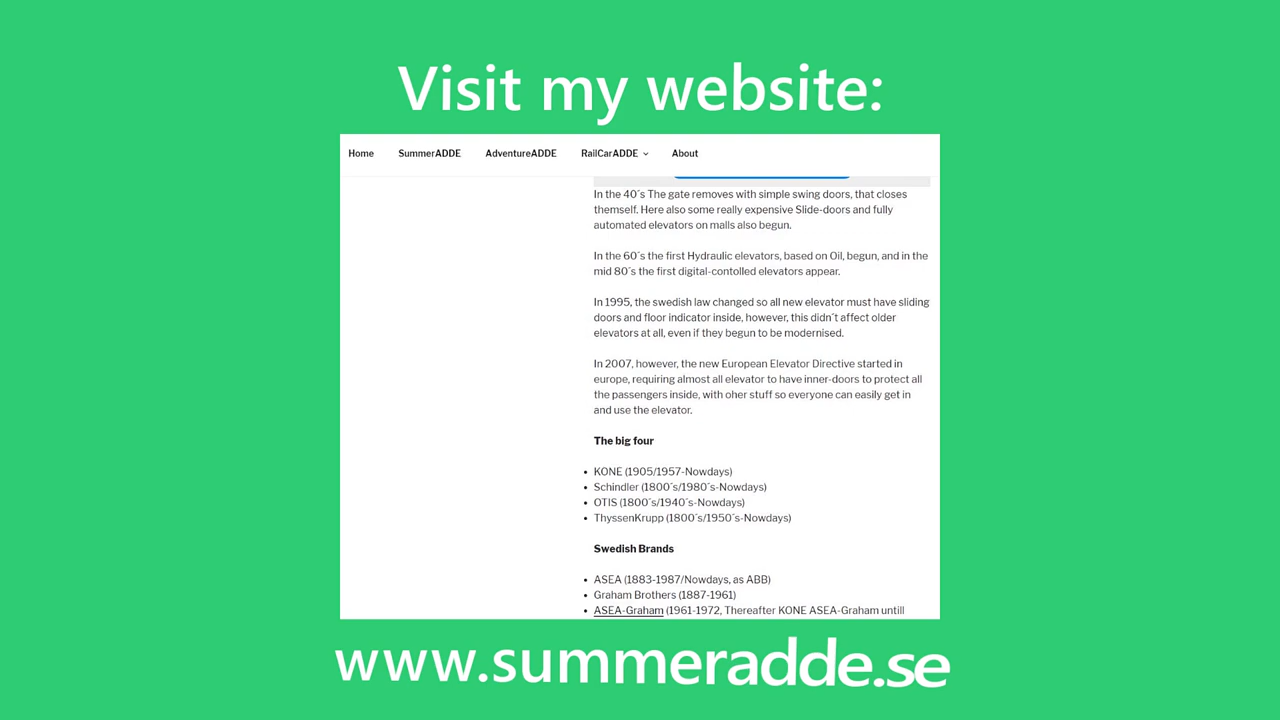 Visit my website:
Home SummerADDE AdventureADDE RailCarADDE About
In the 40´s The gate removes with simple swing doors, that closes
themself. Here also some really expensive Slide-doors and fully
automated elevators on malls also begun.
In the 60´s the first Hydraulic elevators, based on Oil, begun, and in the
mid 80´s the first digital-contolled elevators appear.
In 1995, the swedish law changed so all new elevator must have sliding
doors and floor indicator inside, however, this didn´t affect older
elevators at all, even if they begun to be modernised.
In 2007, however, the new European Elevator Directive started in
europe, requiring almost all elevator to have inner-doors to protect all
the passengers inside, with oher stuff so everyone can easily get in
and use the elevator.
The big four
• KONE (1905/1957-Nowdays)
• Schindler (1800´s/1980´s-Nowdays)
• OTIS (1800´s/1940´s-Nowdays)
• ThyssenKrupp (1800´s/1950´s-Nowdays)
Swedish Brands
• ASEA (1883-1987/Nowdays, as ABB)
• Graham Brothers (1887-1961)
• ASEA-Graham (1961-1972, Thereafter KONE ASEA-Graham untill
www.summeradde.se